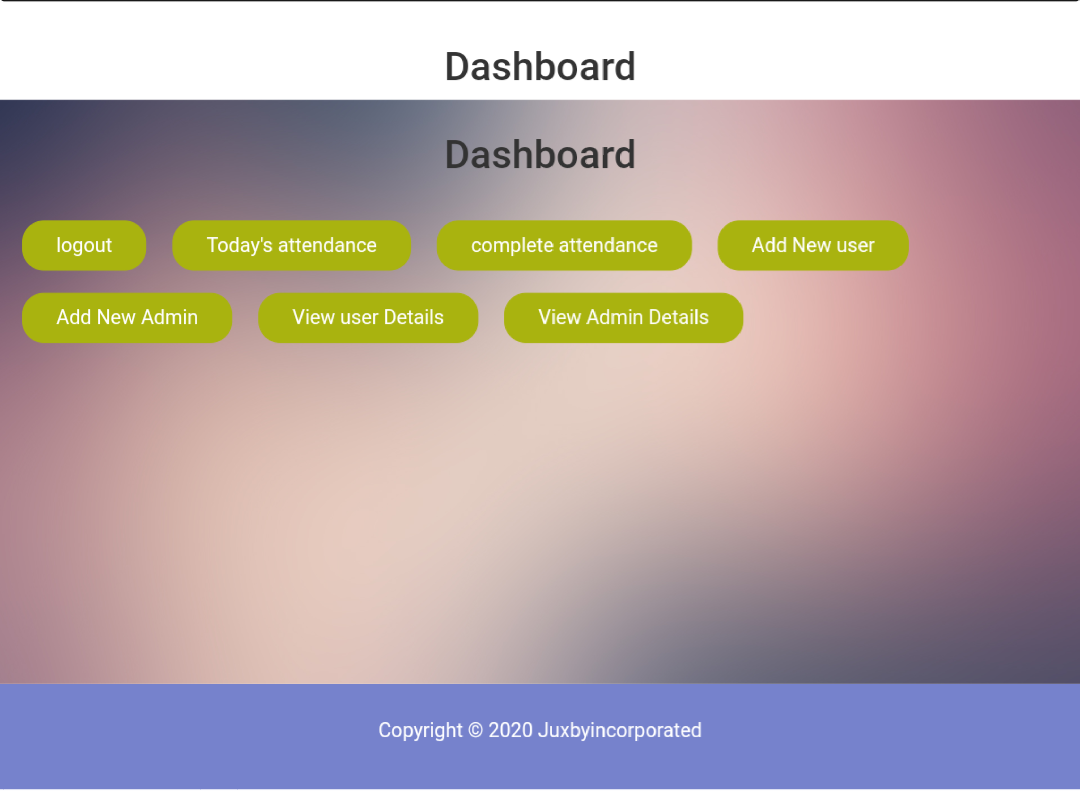 Dashboard
Dashboard
logout Today's attendance complete attendance Add New user
Add New Admin View user Details View Admin Details
Copyright © 2020 Juxbyincorporated